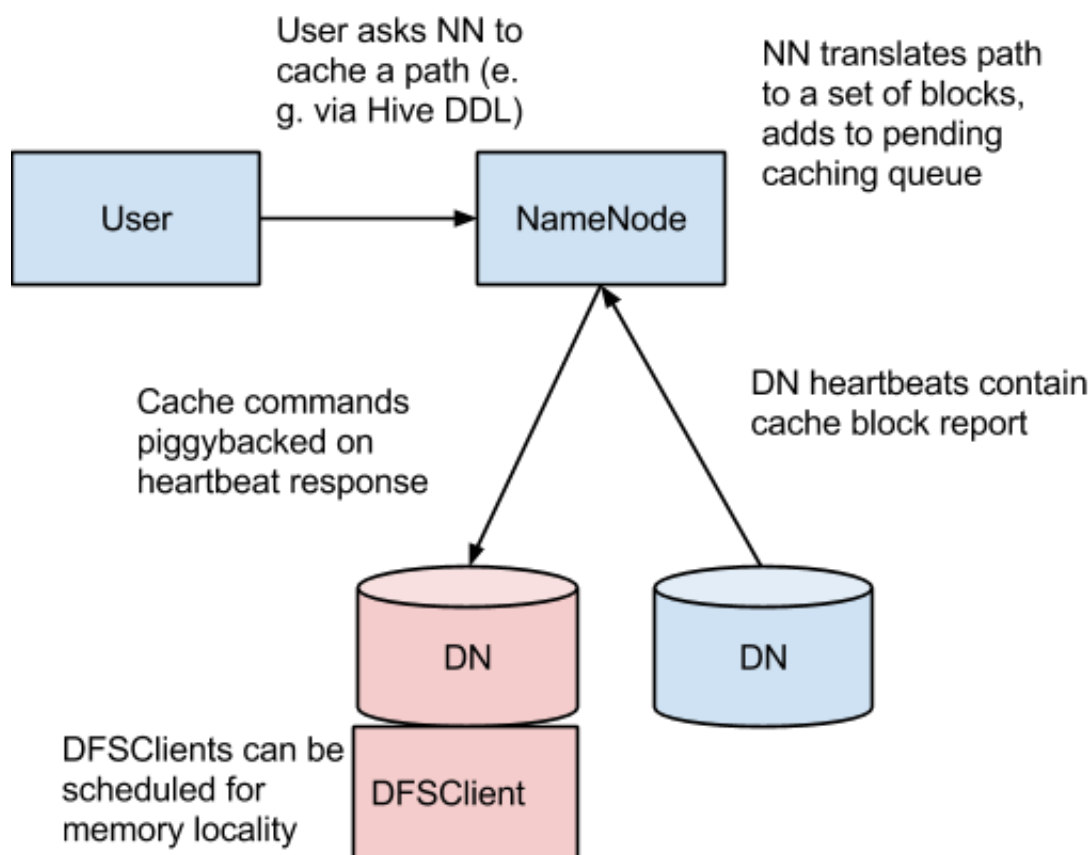 User asks NN to
cache a path (e.
g. via Hive DDL)
NN translates path
to a set of blocks,
adds to pending
caching queue
User
NameNode
Cache commands
piggybacked on
heartbeat response
DN heartbeats contain
cache block report
DN
DN
DFSClients can be
scheduled for
memory locality
DFSClient